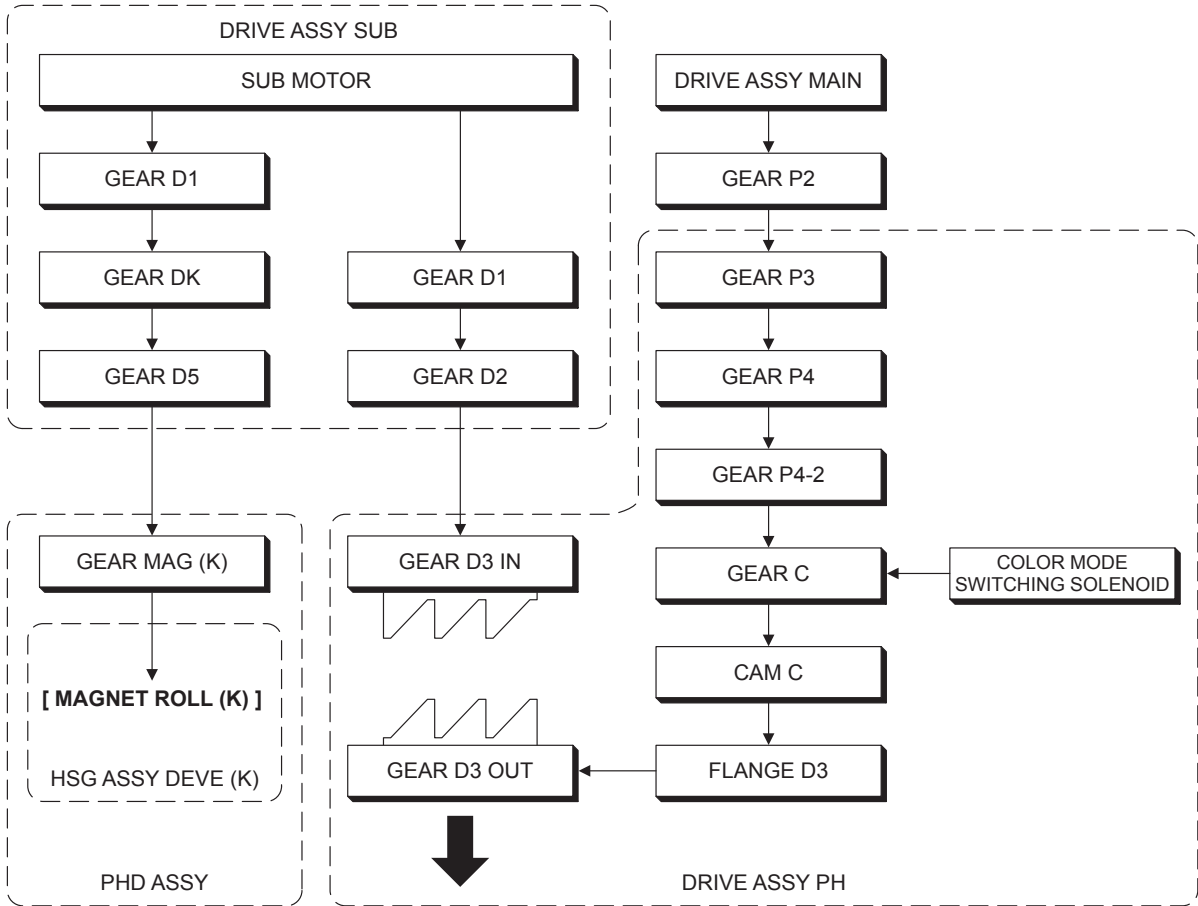 DRIVE ASSY SUB
SUB MOTOR
DRIVE ASSY MAIN
GEAR D1
GEAR P2
GEAR DK
GEAR D1
GEAR P3
GEAR D5
GEAR D2
GEAR P4
GEAR P4-2
GEAR MAG (K)
GEAR D3 IN
GEAR C
COLOR MODE
SWITCHING SOLENOID
CAM C
[ MAGNET ROLL (K) ]
HSG ASSY DEVE (K)
GEAR D3 OUT
FLANGE D3
PHD ASSY
DRIVE ASSY PH